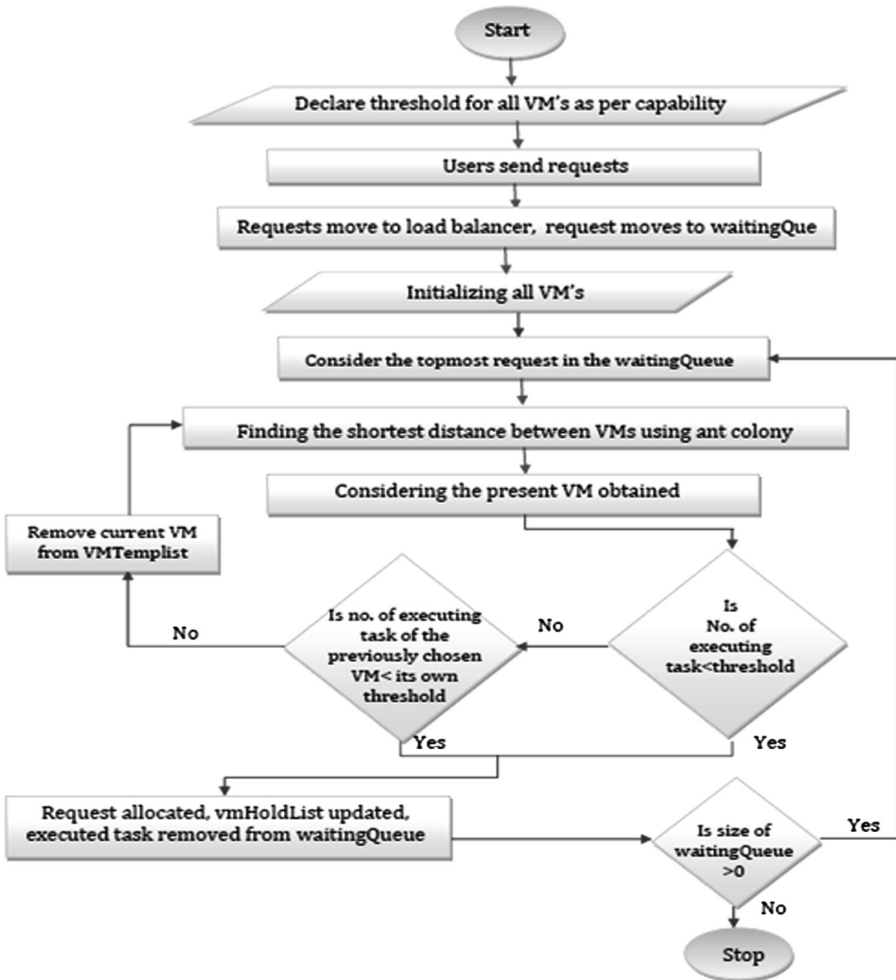 Start
Declare threshold for all VM's as per capability
Users send requests
Requests move to load balancer, request moves to waitingQue
Initializing all VM's
Consider the topmost request in the waitingQueue
Finding the shortest distance between VMs using ant colony
Considering the present VM obtained
Remove current VM
from VMTemplist
Is
No. of
executing
task<threshold
No
Is no. of executing
task of the
previously chosen
VM< its own
threshold
No
Yes
Yes
Request allocated, vmHoldList updated,
executed task removed from waitingQueue
Is size of
waitingQueue
>0
Yes
No
Stop